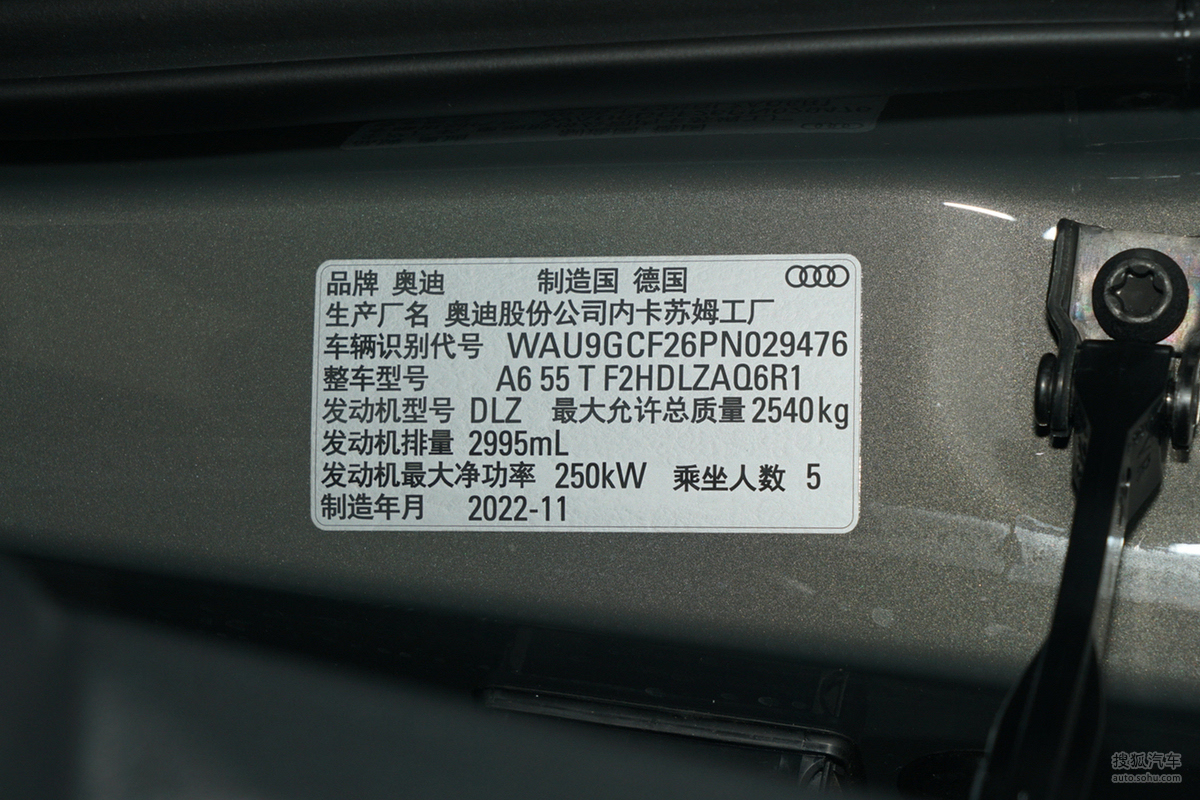 品牌 奥迪 制造国 德国
生产厂名 奥迪股份公司内卡苏姆工厂
车辆识别代号 WAU9GCF26PN029476
整车型号 A6 55 T F2HDLZAQ6R1
发动机型号 DLZ 最大允许总质量 2540kg
发动机排量 2995mL
发动机最大净功率 250kW 乘坐人数 5
制造年月 2022-11
搜狐汽车
auto.sohu.com